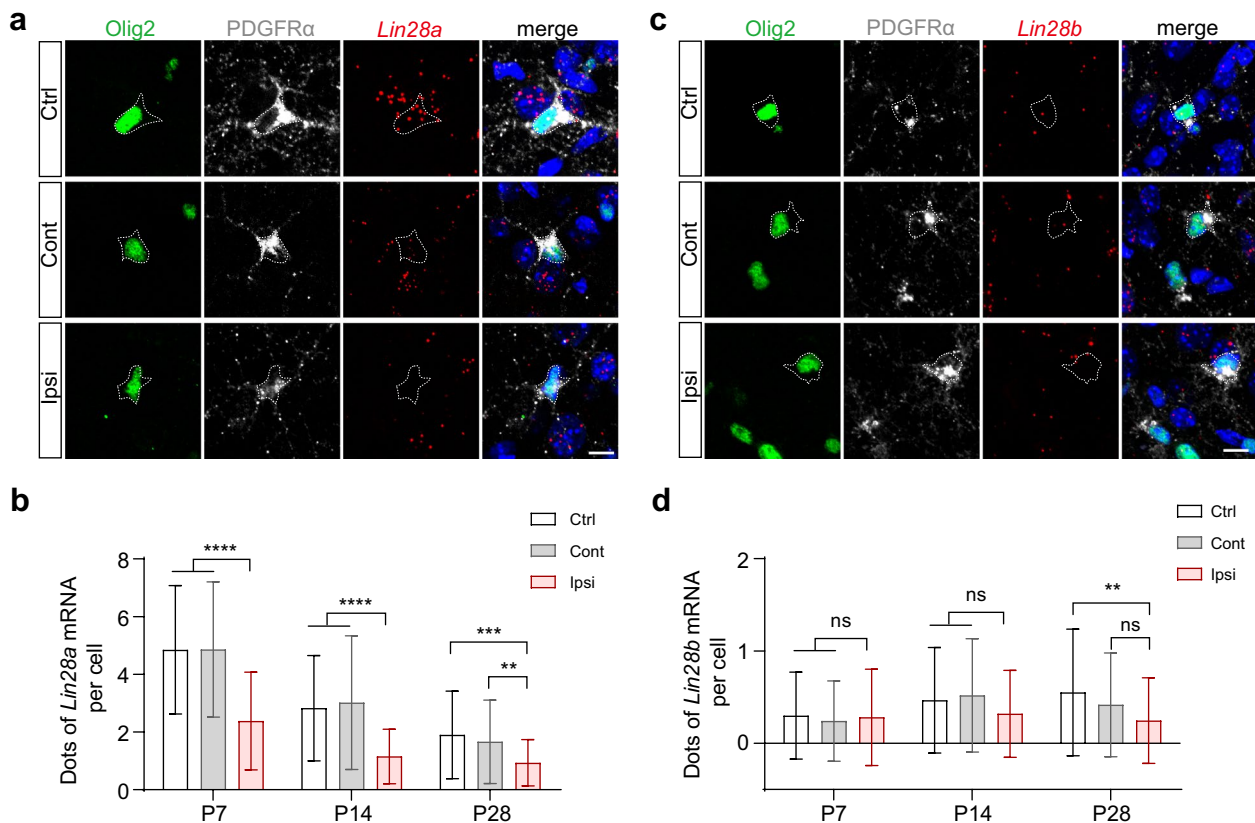 a
Olig2 PDGFRα Lin28a merge
Ctrl
Cont
Ipsi
c
Olig2 PDGFRα Lin28b merge
Ctrl
Cont
Ipsi
b
Ctrl
Cont
Ipsi
Dots of Lin28a mRNA
per cell
8
6
4
2
0
****
****
***
**
P7 P14 P28
d
Ctrl
Cont
Ipsi
Dots of Lin28b mRNA
per cell
2
1
0
ns
ns
**
ns
P7 P14 P28